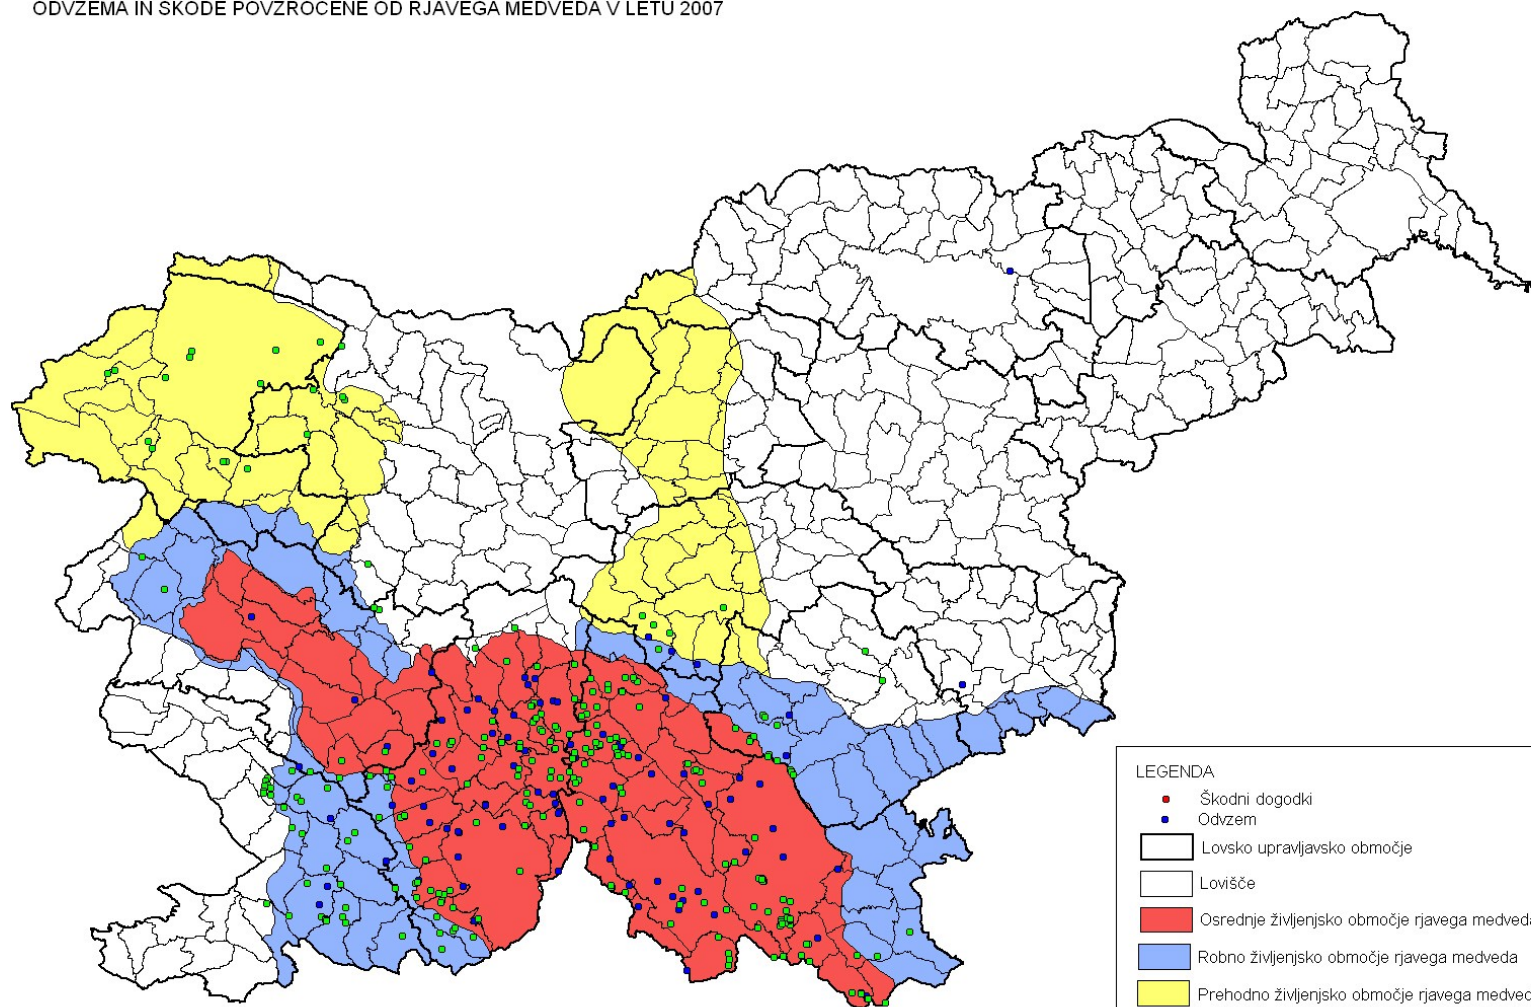 ODVZEMA IN ŠKODE POVZROČENE OD RJAVEGA MEDVEDA V LETU 2007
LEGENDA
Škodni dogodki
Odvzem
Lovsko upravljavsko območje
Lovišče
Osrednje življenjsko območje rjavega medveda
Robno življenjsko območje rjavega medveda
Prehodno življenjsko območje rjavega medved